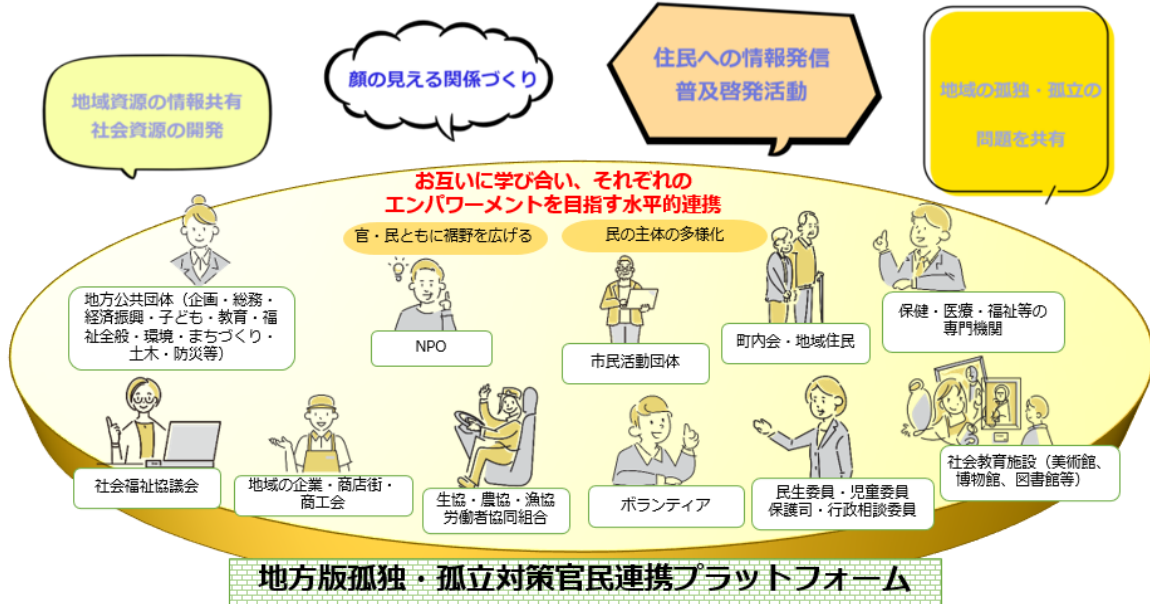 地域資源の情報共有
社会資源の開発
顔の見える関係づくり
住民への情報発信
普及啓発活動
地域の孤独・孤立の
問題を共有
お互いに学び合い、それぞれの
エンパワーメントを目指す水平的連携
官・民ともに裾野を広げる
民の主体の多様化
地方公共団体（企画・総務・
経済振興・子ども・教育・福
祉全般・環境・まちづくり・
土木・防災等）
NPO
市民活動団体
町内会・地域住民
保健・医療・福祉等の
専門機関
社会福祉協議会
地域の企業・商店街・
商工会
生協・農協・漁協
労働者協同組合
ボランティア
民生委員・児童委員
保護司・行政相談委員
社会教育施設（美術館、
博物館、図書館等）
地方版孤独・孤立対策官民連携プラットフォーム